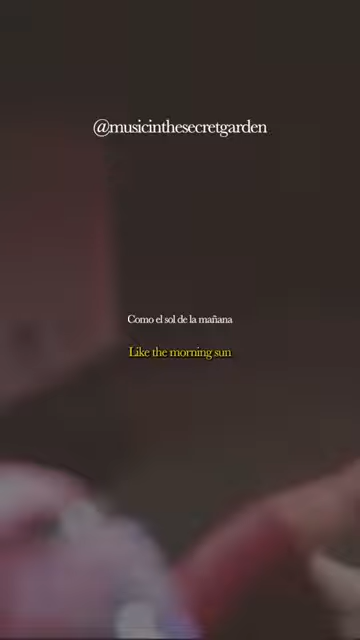 @musicinthesecretgarden
Como el sol de la mañana
Like the morning sun